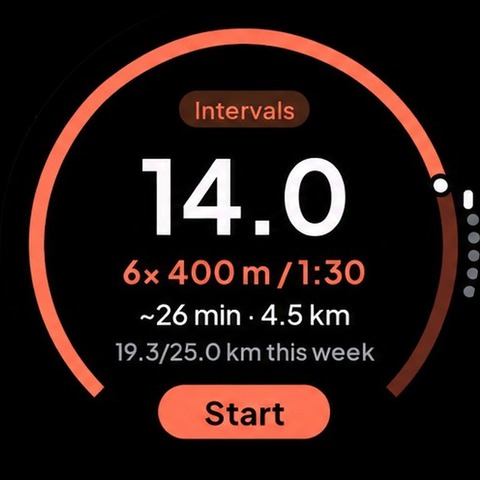 Intervals
14.0
6× 400 m / 1:30
~26 min · 4.5 km
19.3/25.0 km this week
Start